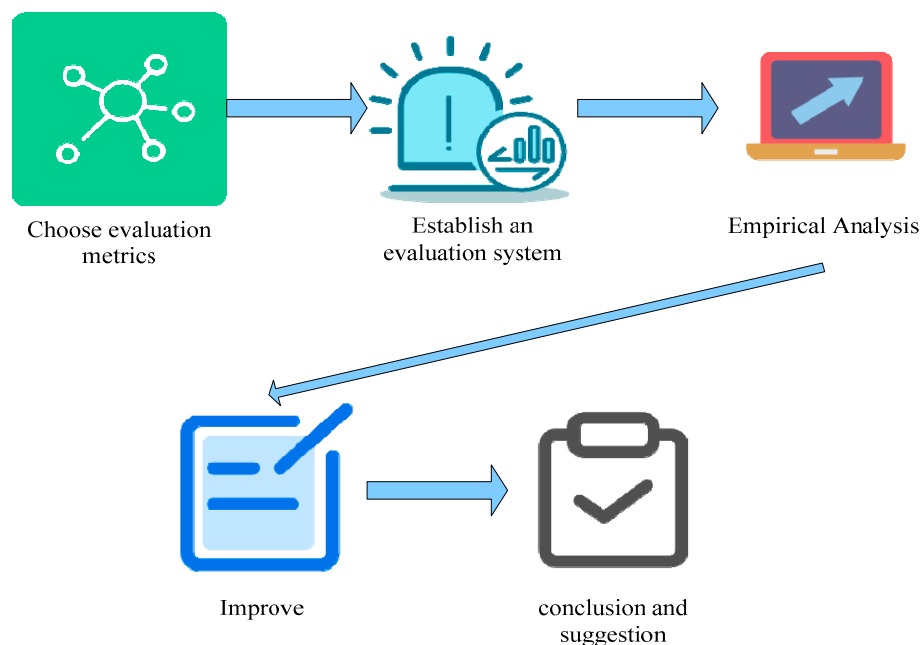 Choose evaluation
metrics
Establish an
evaluation system
Empirical Analysis
Improve
conclusion and
suggestion